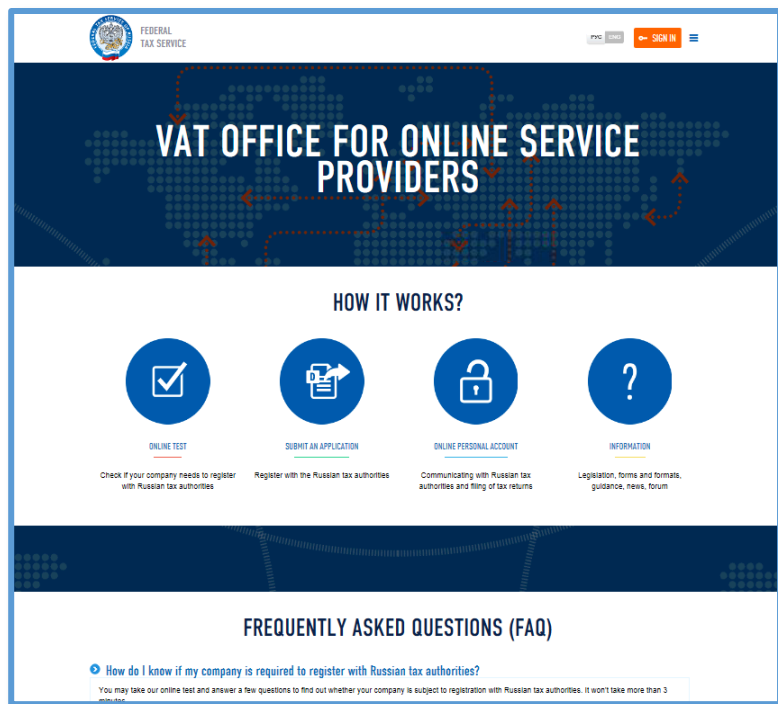 FEDERAL
TAX SERVICE
РУС ENG
SIGN IN
VAT OFFICE FOR ONLINE SERVICE
PROVIDERS
HOW IT WORKS?
ONLINE TEST
SUBMIT AN APPLICATION
ONLINE PERSONAL ACCOUNT
INFORMATION
Check if your company needs to register
with Russian tax authorities
Register with the Russian tax authorities
Communicating with Russian tax
authorities and filing of tax returns
Legislation, forms and formats,
guidance, news, forum
FREQUENTLY ASKED QUESTIONS (FAQ)
How do I know if my company is required to register with Russian tax authorities?
You may take our online test and answer a few questions to find out whether your company is subject to registration with Russian tax authorities. It won't take more than 3
minutes